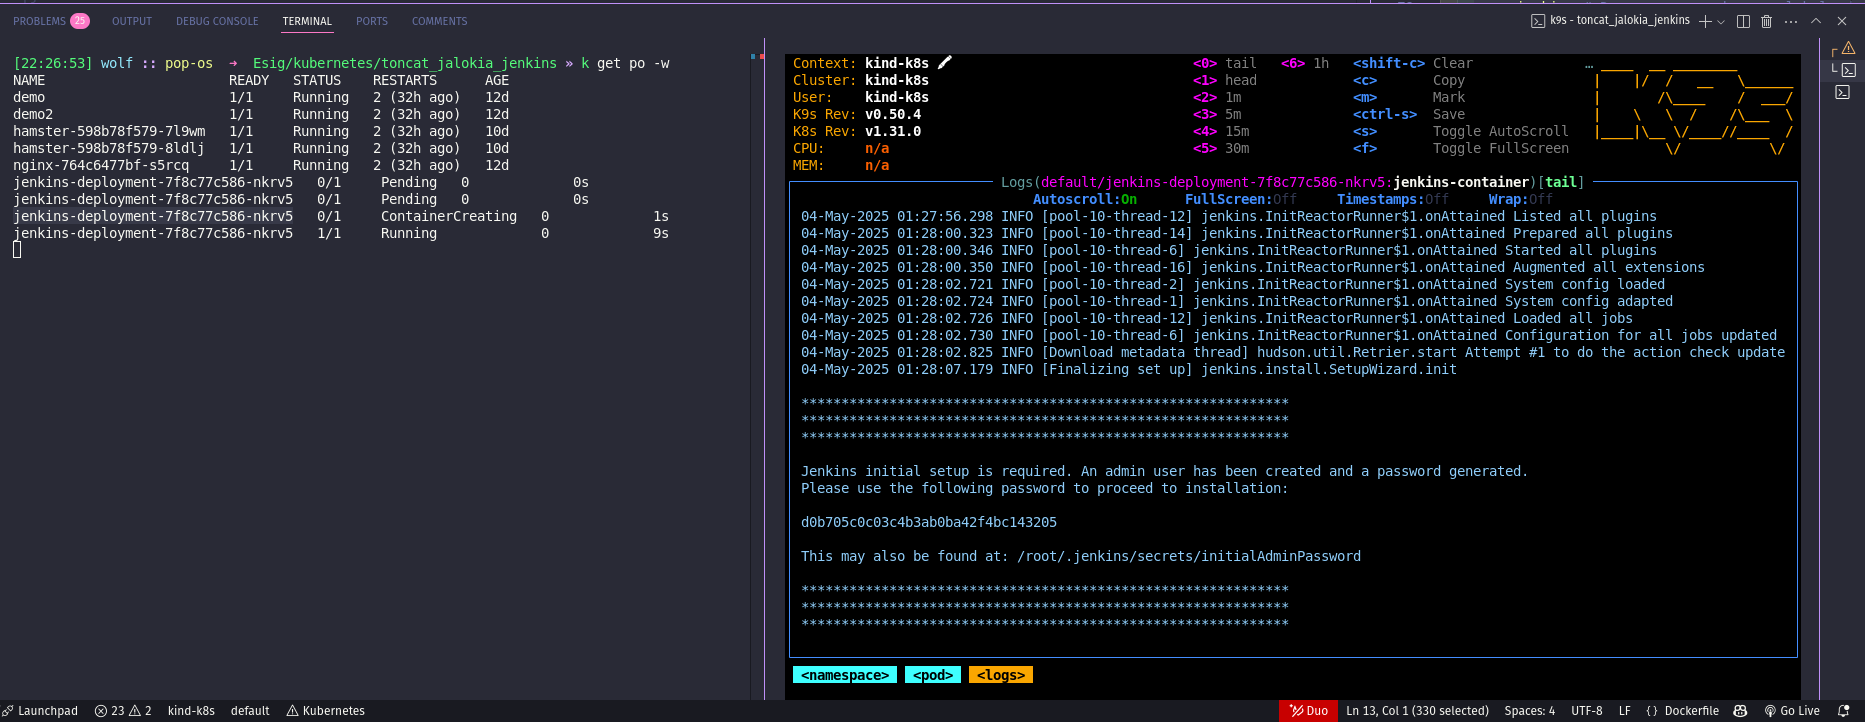 PROBLEMS 25 OUTPUT DEBUG CONSOLE TERMINAL PORTS COMMENTS
k9s - toncat_jalokia_jenkins
[22:26:53] wolf :: pop-os → Esig/kubernetes/toncat_jalokia_jenkins » k get po -w
NAME READY STATUS RESTARTS AGE
demo 1/1 Running 2 (32h ago) 12d
demo2 1/1 Running 2 (32h ago) 12d
hamster-598b78f579-7l9wm 1/1 Running 2 (32h ago) 10d
hamster-598b78f579-8ldlj 1/1 Running 2 (32h ago) 10d
nginx-764c6477bf-s5rcq 1/1 Running 2 (32h ago) 12d
jenkins-deployment-7f8c77c586-nkrv5 0/1 Pending 0 0s
jenkins-deployment-7f8c77c586-nkrv5 0/1 Pending 0 0s
jenkins-deployment-7f8c77c586-nkrv5 0/1 ContainerCreating 0 1s
jenkins-deployment-7f8c77c586-nkrv5 1/1 Running 0 9s
Context: kind-k8s <0> tail <6> 1h <shift-c> Clear …
Cluster: kind-k8s <1> head <c> Copy
User: kind-k8s <2> 1m <m> Mark
K9s Rev: v0.50.4 <3> 5m <ctrl-s> Save
K8s Rev: v1.31.0 <4> 15m <s> Toggle AutoScroll
CPU: n/a <5> 30m <f> Toggle FullScreen
MEM: n/a
Logs(default/jenkins-deployment-7f8c77c586-nkrv5:jenkins-container)[tail]
Autoscroll:On FullScreen:Off Timestamps:Off Wrap:Off
04-May-2025 01:27:56.298 INFO [pool-10-thread-12] jenkins.InitReactorRunner$1.onAttained Listed all plugins
04-May-2025 01:28:00.323 INFO [pool-10-thread-14] jenkins.InitReactorRunner$1.onAttained Prepared all plugins
04-May-2025 01:28:00.346 INFO [pool-10-thread-6] jenkins.InitReactorRunner$1.onAttained Started all plugins
04-May-2025 01:28:00.350 INFO [pool-10-thread-16] jenkins.InitReactorRunner$1.onAttained Augmented all extensions
04-May-2025 01:28:02.721 INFO [pool-10-thread-2] jenkins.InitReactorRunner$1.onAttained System config loaded
04-May-2025 01:28:02.724 INFO [pool-10-thread-1] jenkins.InitReactorRunner$1.onAttained System config adapted
04-May-2025 01:28:02.726 INFO [pool-10-thread-12] jenkins.InitReactorRunner$1.onAttained Loaded all jobs
04-May-2025 01:28:02.730 INFO [pool-10-thread-6] jenkins.InitReactorRunner$1.onAttained Configuration for all jobs updated
04-May-2025 01:28:02.825 INFO [Download metadata thread] hudson.util.Retrier.start Attempt #1 to do the action check update
04-May-2025 01:28:07.179 INFO [Finalizing set up] jenkins.install.SetupWizard.init
*************************************************************
*************************************************************
*************************************************************
Jenkins initial setup is required. An admin user has been created and a password generated.
Please use the following password to proceed to installation:
d0b705c0c03c4b3ab0ba42f4bc143205
This may also be found at: /root/.jenkins/secrets/initialAdminPassword
*************************************************************
*************************************************************
*************************************************************
<namespace> <pod> <logs>
Launchpad 23 2 kind-k8s default Kubernetes
Duo Ln 13, Col 1 (330 selected) Spaces: 4 UTF-8 LF {} Dockerfile Go Live